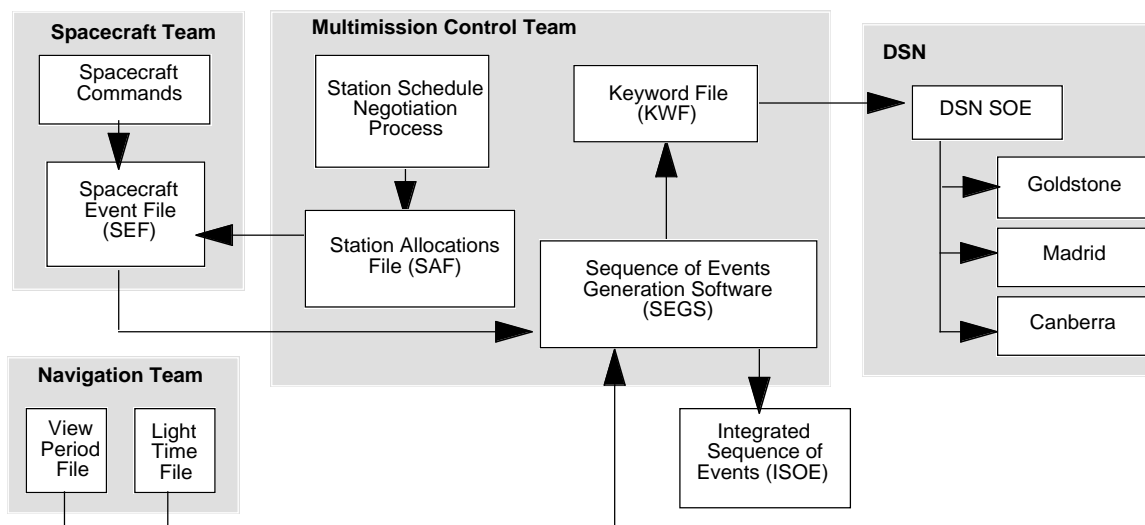 Spacecraft Team
Spacecraft
Commands
Spacecraft
Event File
(SEF)
Multimission Control Team
Station Schedule
Negotiation
Process
Station Allocations
File (SAF)
Keyword File
(KWF)
Sequence of Events
Generation Software
(SEGS)
DSN
DSN SOE
Goldstone
Madrid
Canberra
Navigation Team
View
Period
File
Light
Time
File
Integrated
Sequence of
Events (ISOE)